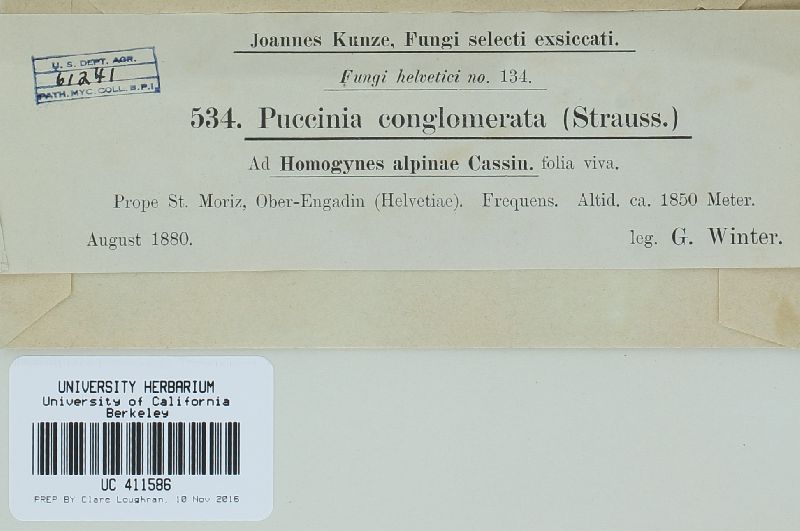 Joannes Kunze, Fungi selecti exsiccati.
Fungi helvetici no. 134.
U. S. DEPT. AGR.
61241
PATH. MYC. COLL. B.P.I.
534. Puccinia conglomerata (Strauss.)
Ad Homogynes alpinae Cassin. folia viva.
Prope St. Moriz, Ober-Engadin (Helvetiae). Frequens. Altid. ca. 1850 Meter.
August 1880.
leg. G. Winter.
UNIVERSITY HERBARIUM
University of California
Berkeley
UC 411586
PREP BY Clare Loughran, 10 Nov 2016